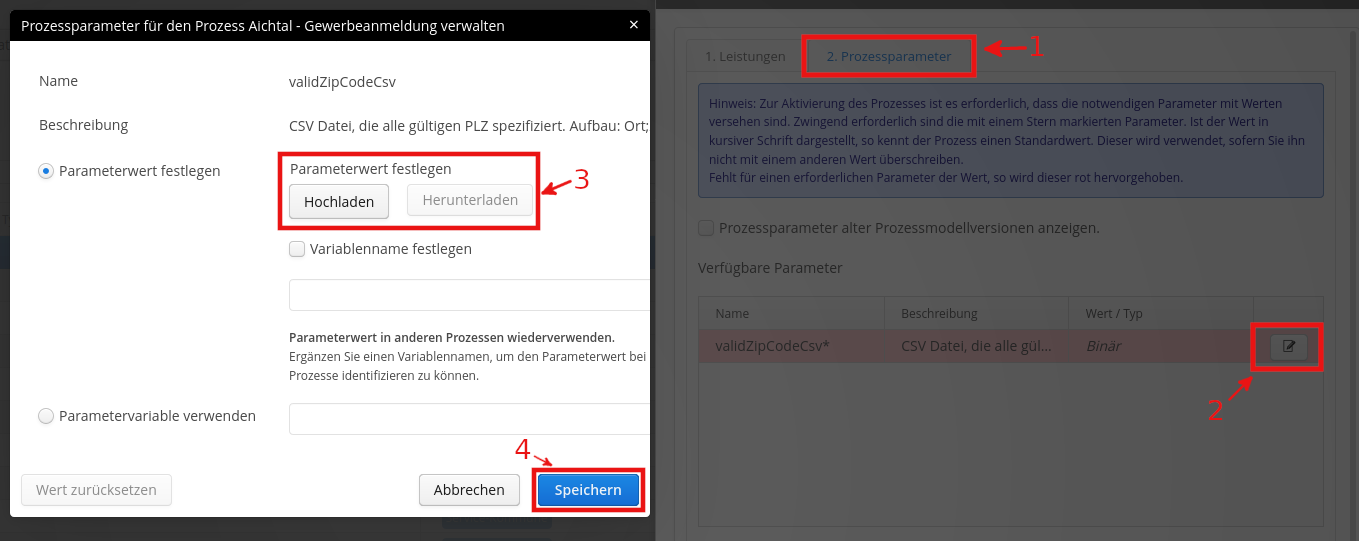 Prozessparameter für den Prozess Aichtal - Gewerbeanmeldung verwalten ×
Name validZipCodeCsv
Beschreibung CSV Datei, die alle gültigen PLZ spezifiziert. Aufbau: Ort;
Parameterwert festlegen
Parameterwert festlegen
Hochladen Herunterladen
3
Variablenname festlegen
Parameterwert in anderen Prozessen wiederverwenden.
Ergänzen Sie einen Variablennamen, um den Parameterwert bei
Prozesse identifizieren zu können.
Parametervariable verwenden
4
Wert zurücksetzen Abbrechen Speichern
1. Leistungen 2. Prozessparameter
1
Hinweis: Zur Aktivierung des Prozesses ist es erforderlich, dass die notwendigen Parameter mit Werten
versehen sind. Zwingend erforderlich sind die mit einem Stern markierten Parameter. Ist der Wert in
kursiver Schrift dargestellt, so kennt der Prozess einen Standardwert. Dieser wird verwendet, sofern Sie ihn
nicht mit einem anderen Wert überschreiben.
Fehlt für einen erforderlichen Parameter der Wert, so wird dieser rot hervorgehoben.
Prozessparameter alter Prozessmodellversionen anzeigen.
Verfügbare Parameter
Name Beschreibung Wert / Typ
validZipCodeCsv* CSV Datei, die alle gül... Binär
2